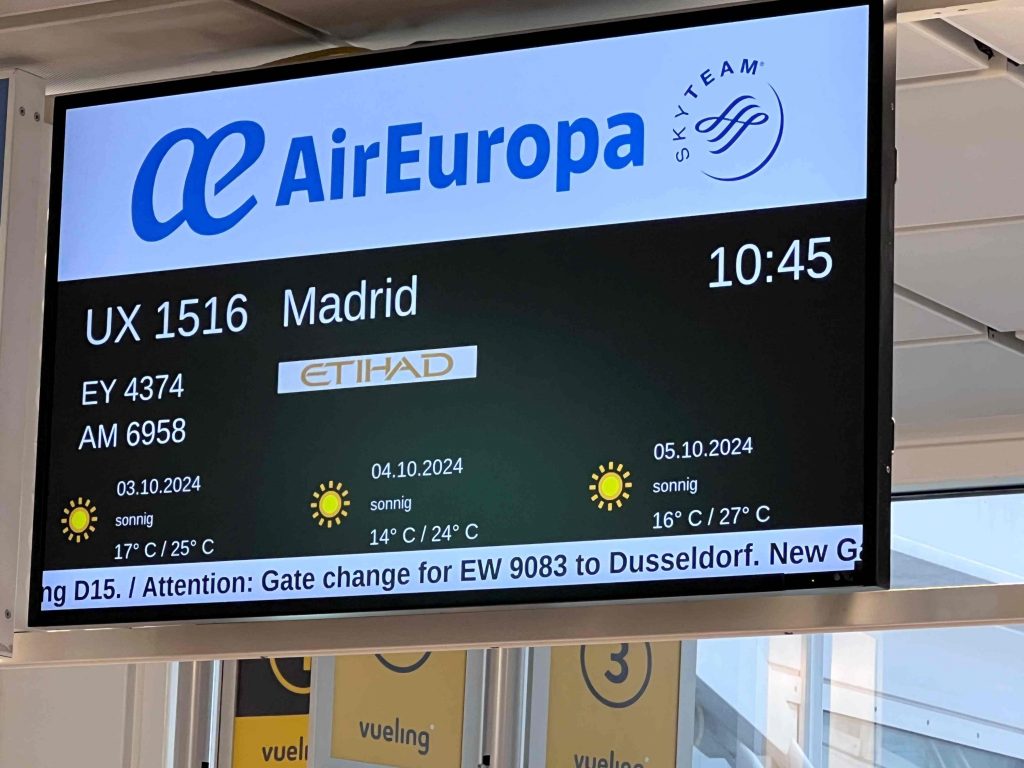 æ AirEuropa SKYTEAM
UX 1516 Madrid 10:45
EY 4374 ETIHAD
AM 6958
03.10.2024 04.10.2024 05.10.2024
sonnig sonnig sonnig
17° C / 25° C 14° C / 24° C 16° C / 27° C
D15. / Attention: Gate change for EW 9083 to Dusseldorf. New
3
vueling
vueling